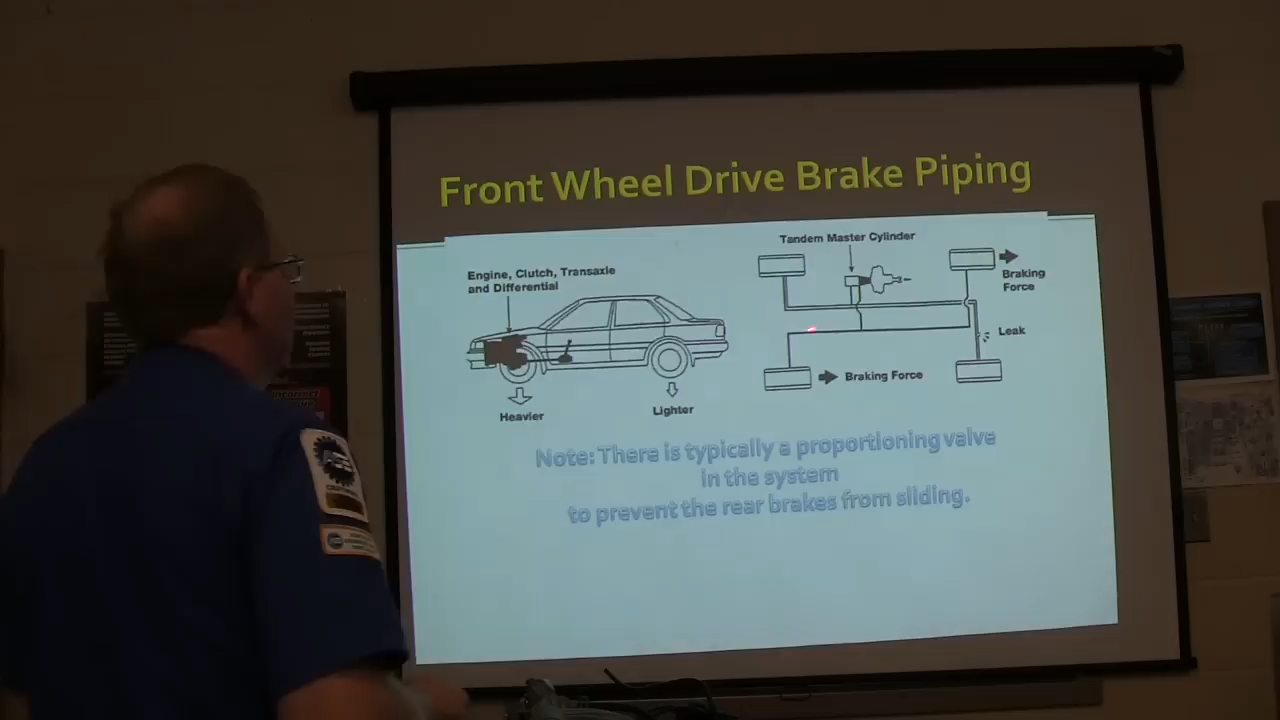 Front Wheel Drive Brake Piping
Engine, Clutch, Transaxle
and Differential
Heavier
Lighter
Tandem Master Cylinder
Braking
Force
Leak
Braking Force
Note: There is typically a proportioning valve
in the system
to prevent the rear brakes from sliding.
ASE